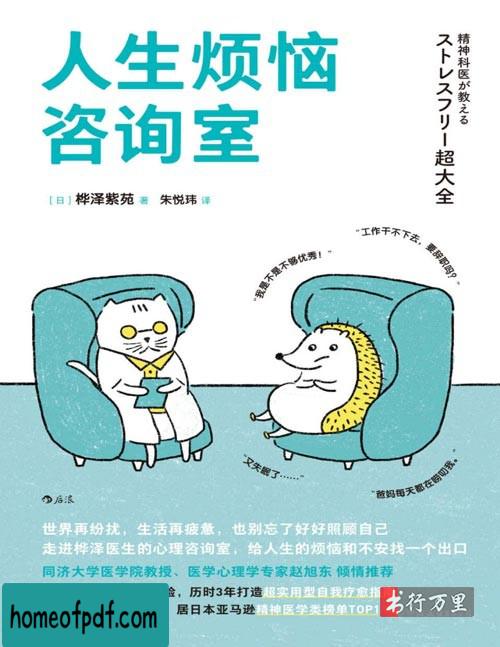 人生烦恼
咨询室
精神科医が教える
ストレスフリー超大全
[日] 桦泽紫苑 著 朱悦玮 译
“我是不是不够优秀！”
“工作干不下去，要辞职吗？”
“又失眠了……”
“爸妈每天都在唠叨我。”
后浪
世界再纷扰，生活再疲惫，也别忘了好好照顾自己
走进桦泽医生的心理咨询室，给人生的烦恼和不安找一个出口
同济大学医学院教授、医学心理学专家赵旭东 倾情推荐
验，历时3年打造超实用型自我疗愈指
居日本亚马逊精神医学类榜单TOP1
homeofpdf.com
书行万里